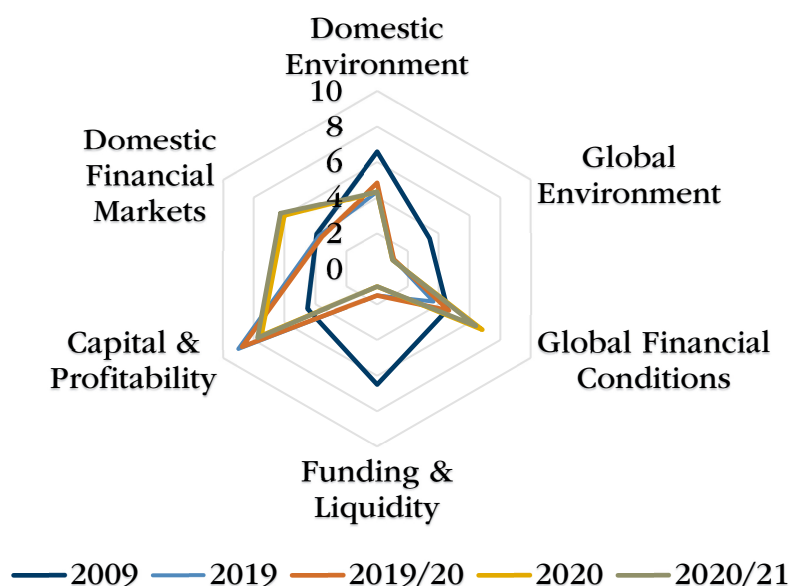 Domestic
Environment
10
8
6
4
2
0
Global
Environment
Global Financial
Conditions
Funding &
Liquidity
Capital &
Profitability
Domestic
Financial
Markets
2009 2019 2019/20 2020 2020/21